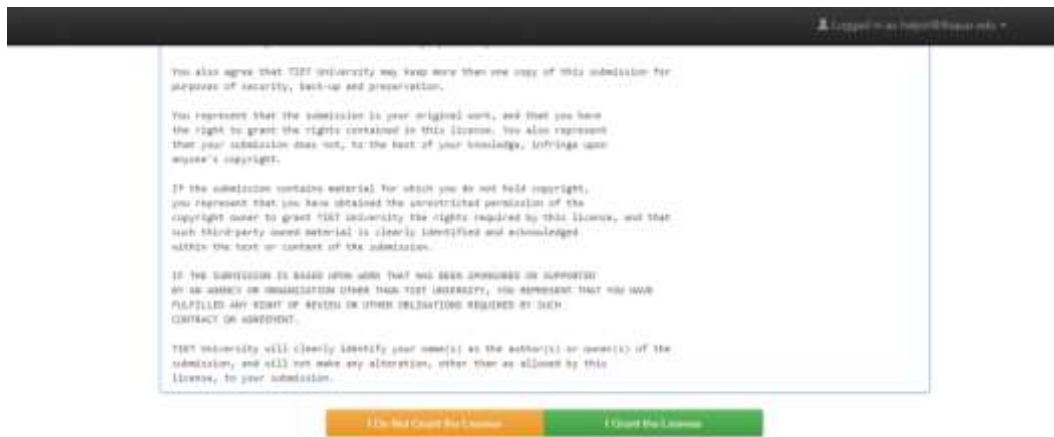 Logged in as
You also agree that TIET University may keep more than one copy of this submission for
purposes of security, back-up and preservation.
You represent that the submission is your original work, and that you have
the right to grant the rights contained in this license. You also represent
that your submission does not, to the best of your knowledge, infringe upon
anyone's copyright.
If the submission contains material for which you do not hold copyright,
you represent that you have obtained the unrestricted permission of the
copyright owner to grant TIET University the rights required by this license, and that
such third-party owned material is clearly identified and acknowledged
within the text or content of the submission.
IF THE SUBMISSION IS BASED UPON WORK THAT HAS BEEN SPONSORED OR SUPPORTED
BY AN AGENCY OR ORGANIZATION OTHER THAN TIET UNIVERSITY, YOU REPRESENT THAT YOU HAVE
FULFILLED ANY RIGHT OF REVIEW OR OTHER OBLIGATIONS REQUIRED BY SUCH
CONTRACT OR AGREEMENT.
TIET University will clearly identify your name(s) as the author(s) or owner(s) of the
submission, and will not make any alteration, other than as allowed by this
license, to your submission.
I Do Not Grant the License
I Grant the License